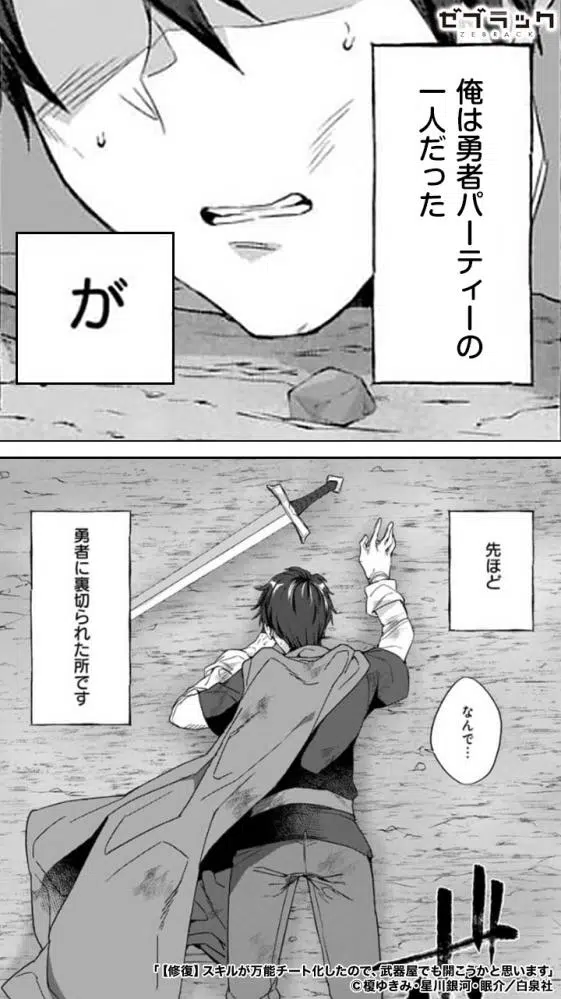 ゼブラック
ZEBRACK
俺は勇者パーティーの
一人だった
が
先ほど
勇者に裏切られた所です
なんで…
「【修復】スキルが万能チート化したので、武器屋でも開こうかと思います」
©榎ゆきみ・星川銀河・眠介／白泉社